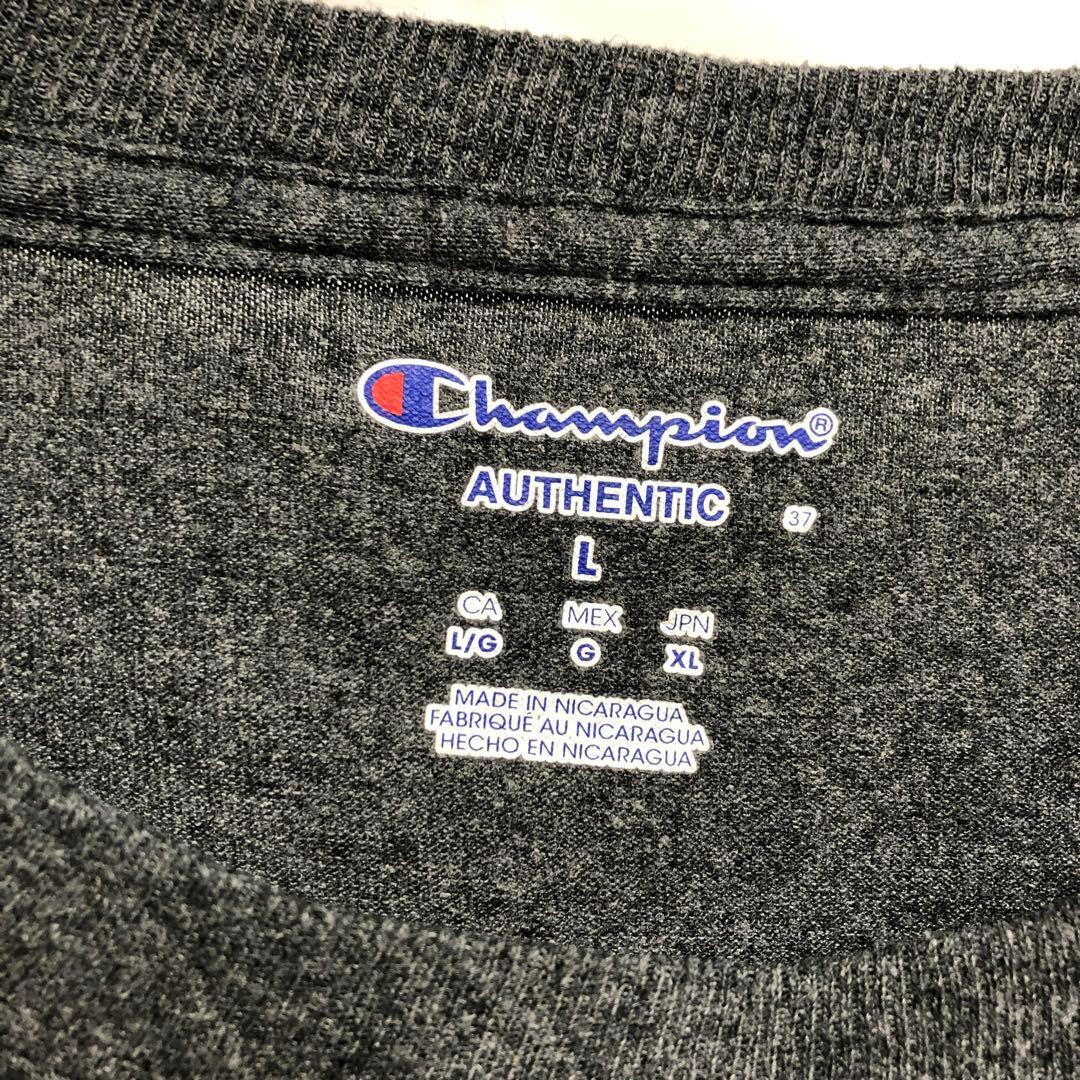 Champion®
AUTHENTIC 37
L
CA MEX JPN
L/G G XL
MADE IN NICARAGUA
FABRIQUÉ AU NICARAGUA
HECHO EN NICARAGUA